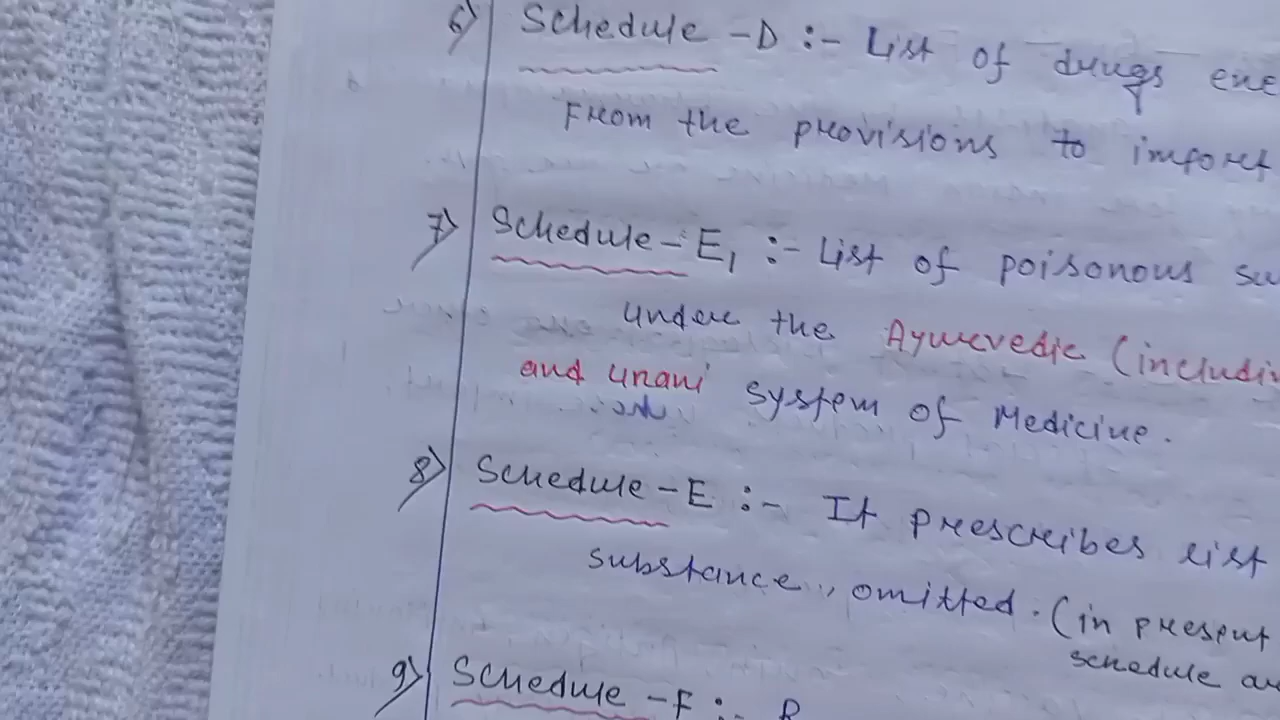 6) Schedule - D :- List of drugs exe
From the provisions to import
7) Schedule - E1 :- List of poisonous su
under the Ayurvedic (includin
and unani system of Medicine.
8) Schedule - E :- It prescribes list
substance, omitted. (in present
schedule
9) Schedule - F :-